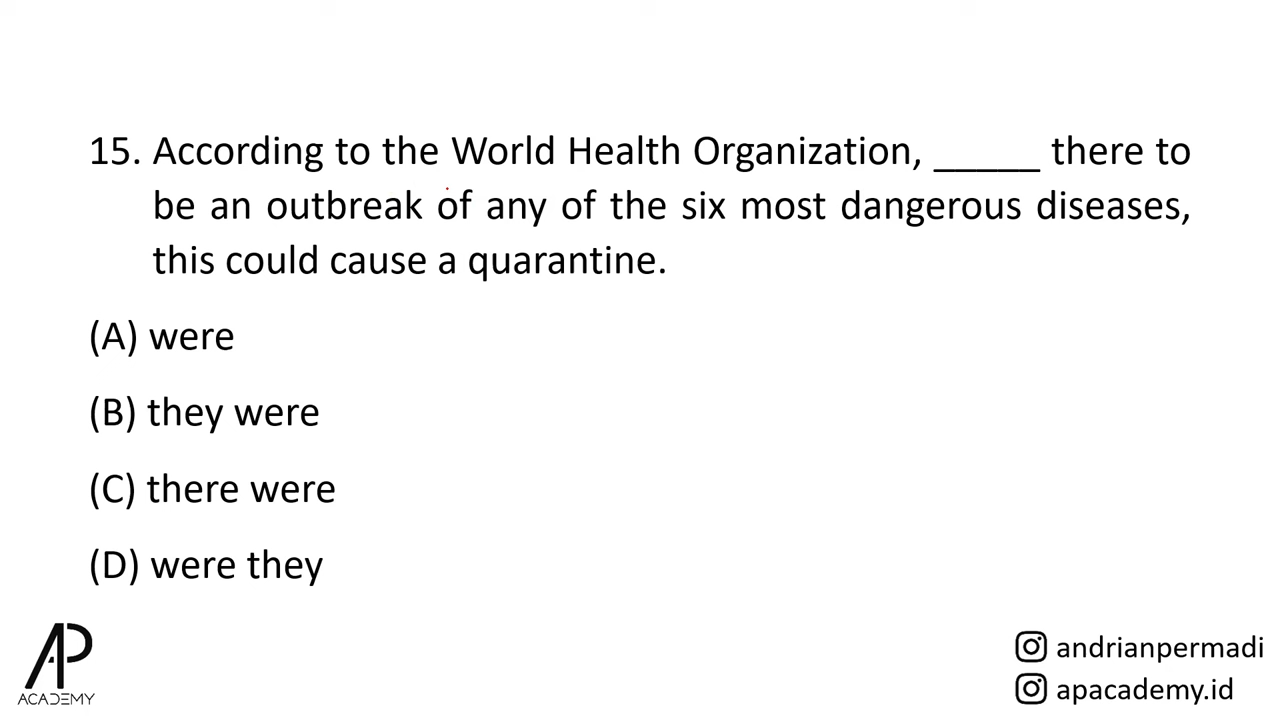 15. According to the World Health Organization, _____ there to
be an outbreak of any of the six most dangerous diseases,
this could cause a quarantine.
(A) were
(B) they were
(C) there were
(D) were they
AP
ACADEMY
andrianpermadi
apacademy.id